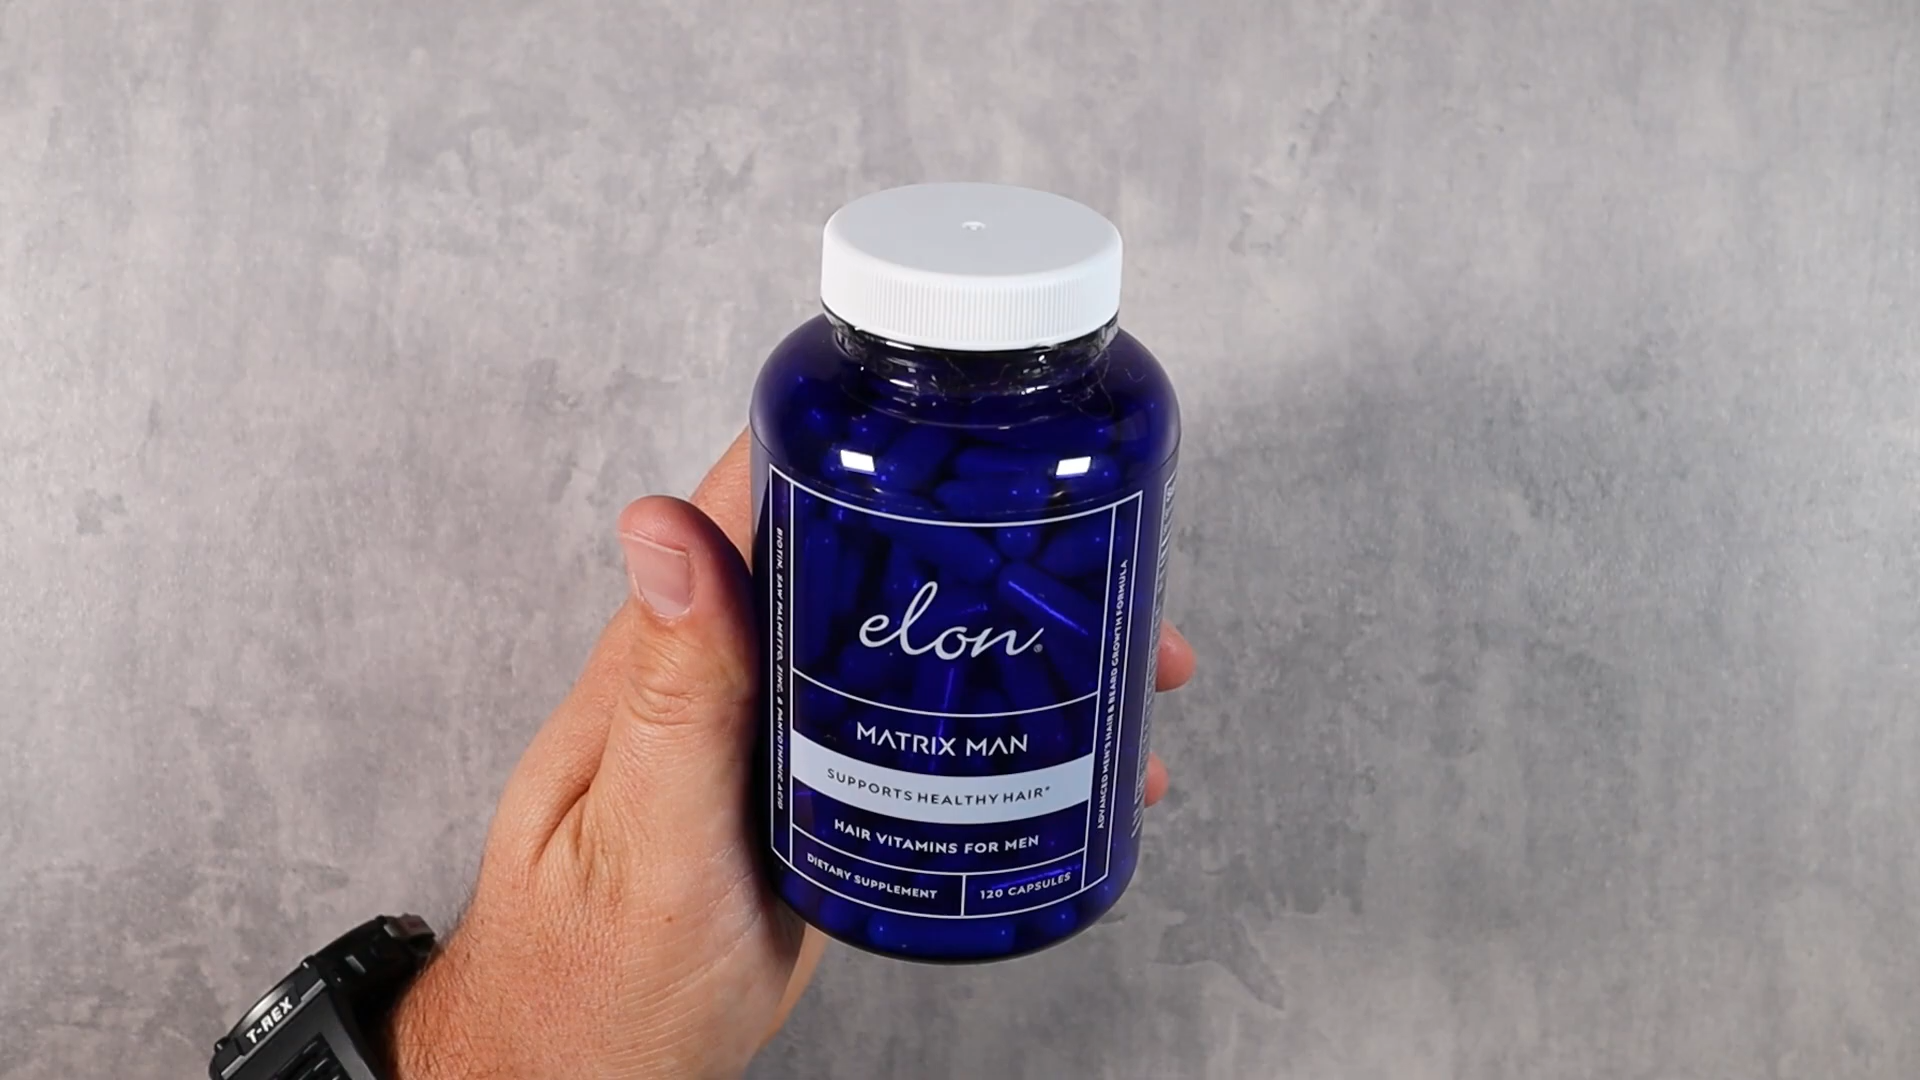 elon®
MATRIX MAN
SUPPORTS HEALTHY HAIR*
HAIR VITAMINS FOR MEN
DIETARY SUPPLEMENT
120 CAPSULES
BIOTIN, SAW PALMETTO, ZINC, & PANTOTHENIC ACID
ADVANCED MEN'S HAIR & BEARD GROWTH FORMULA
T-REX